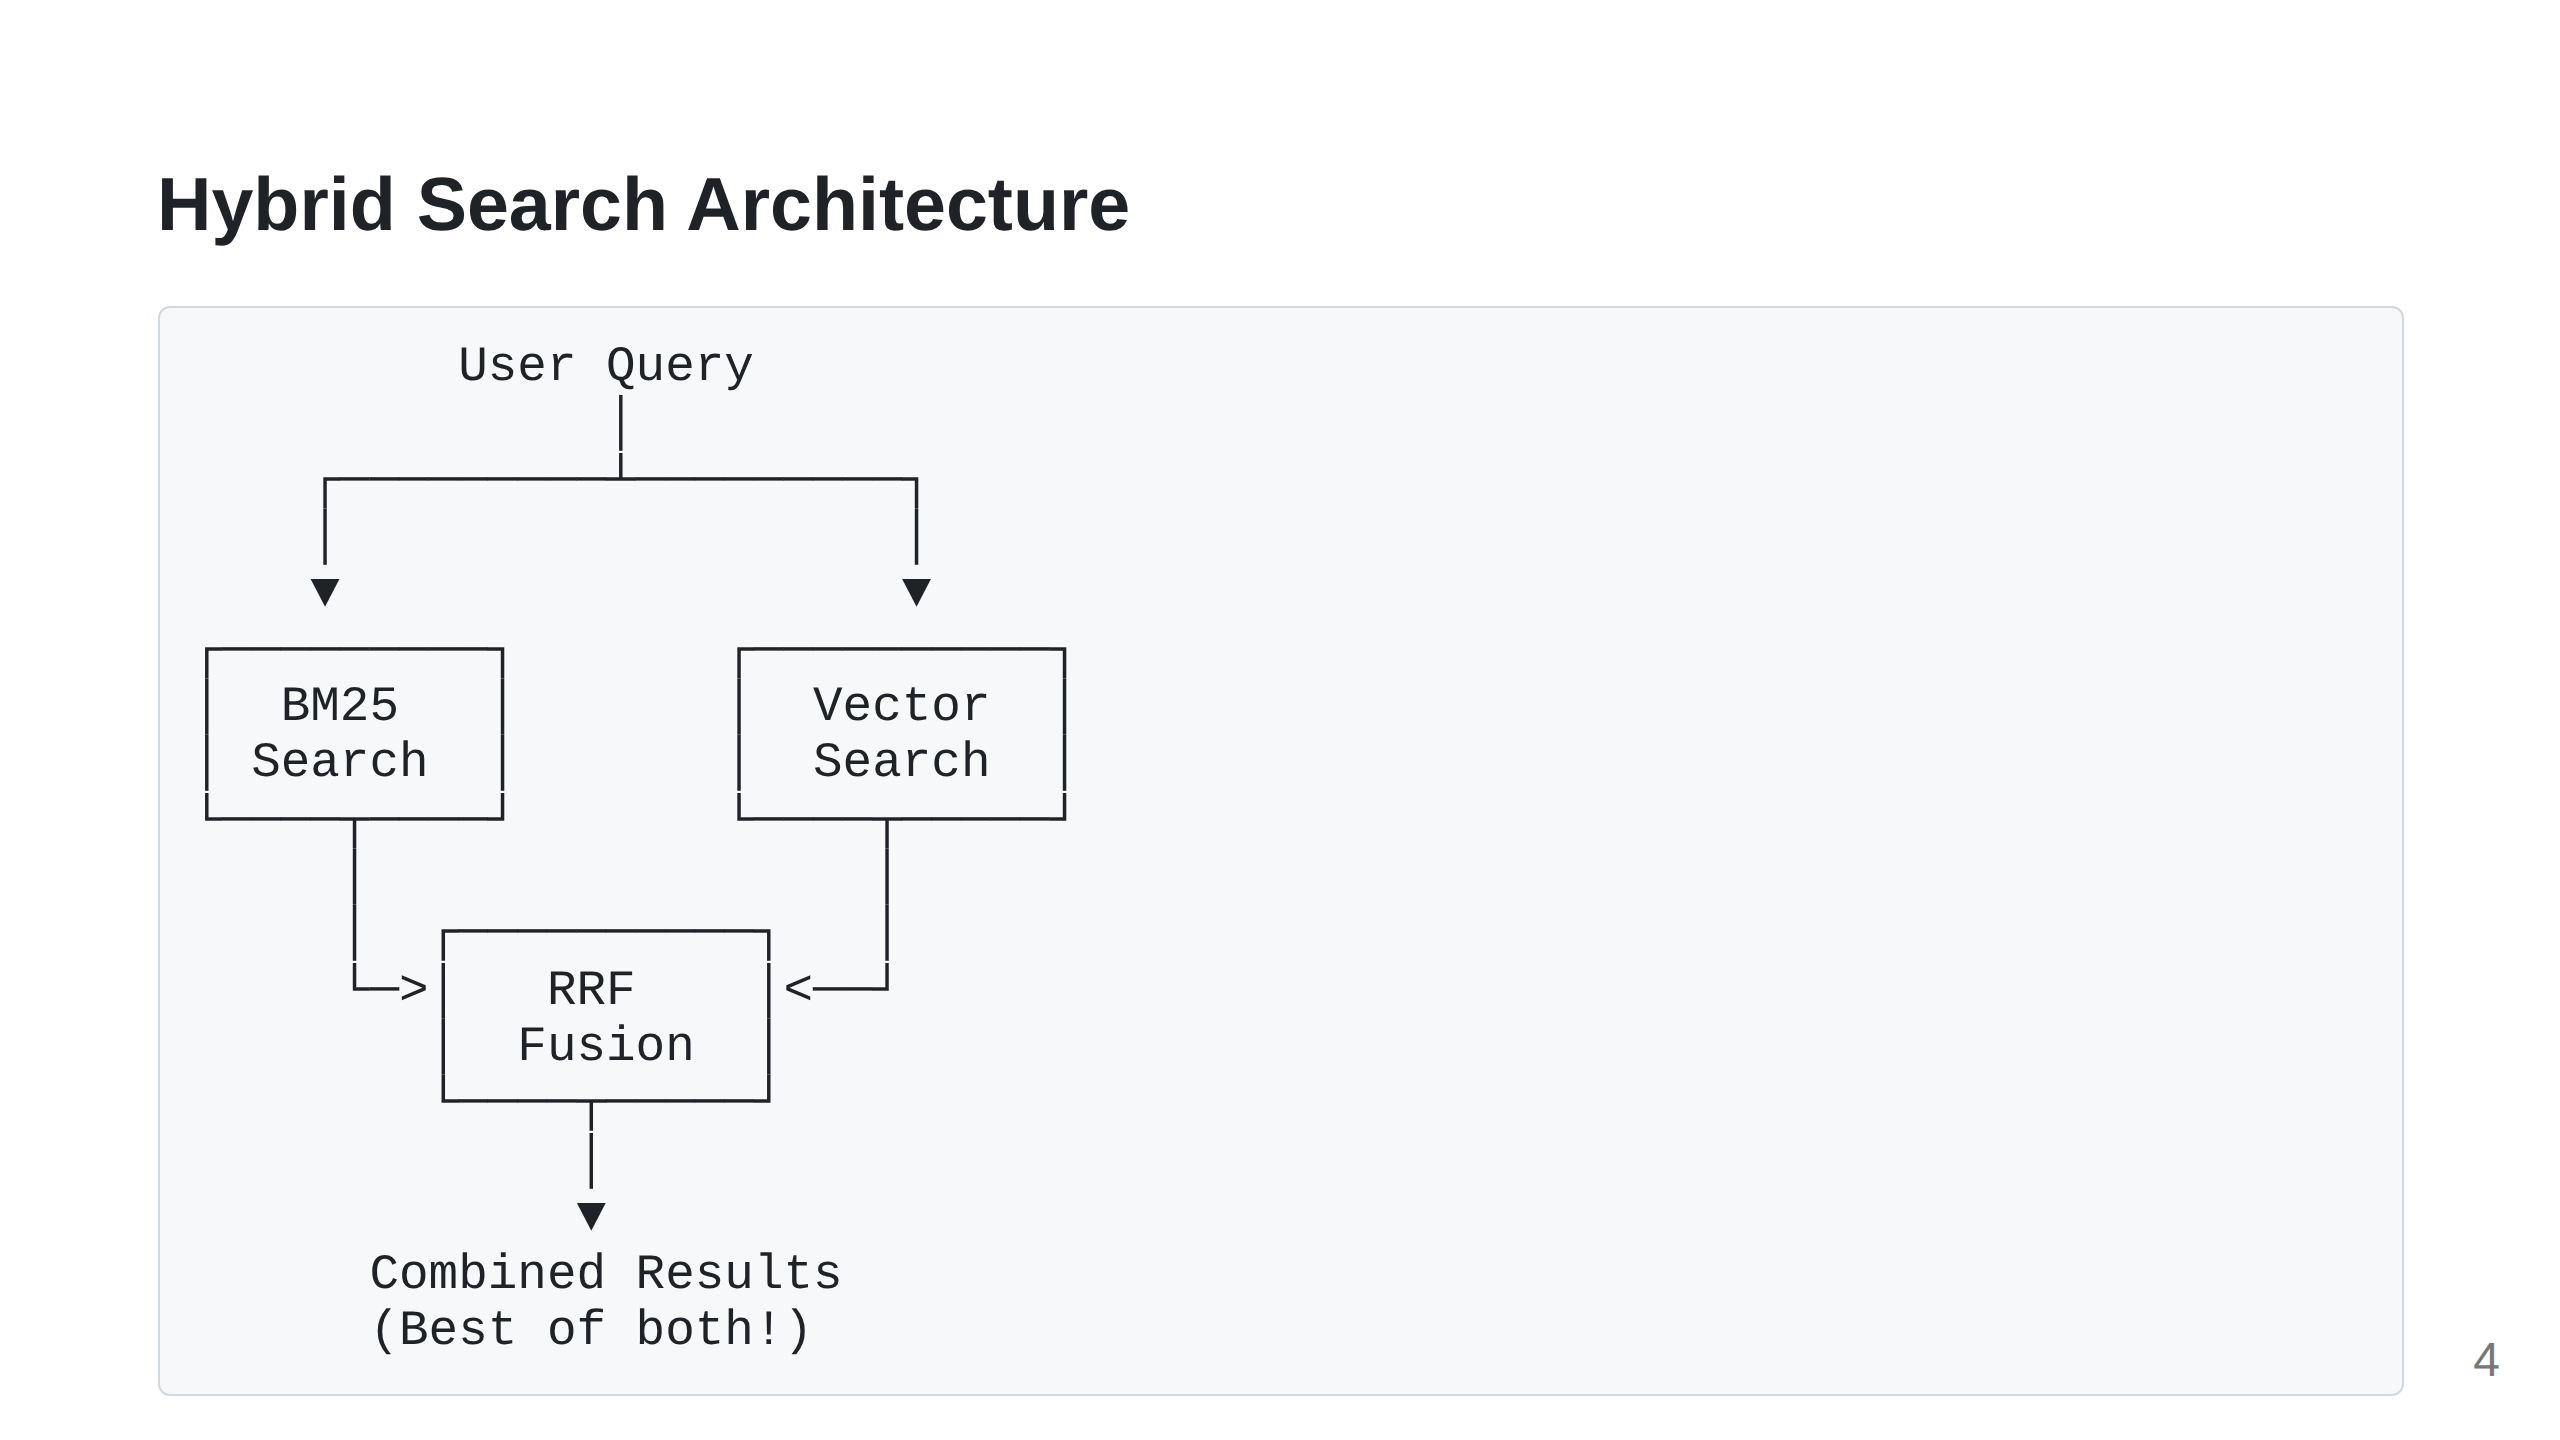 Hybrid Search Architecture
User Query
BM25
Search
Vector
Search
RRF
Fusion
Combined Results
(Best of both!)
4